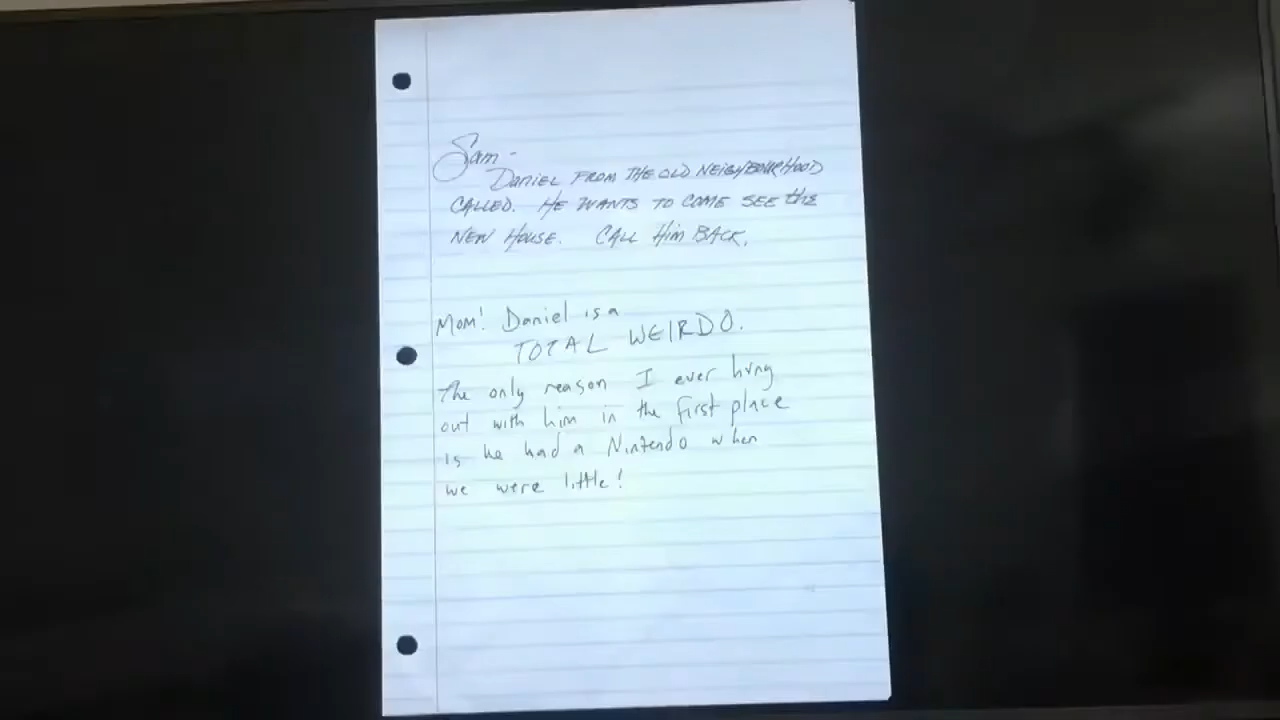 Sam -
DANIEL FROM THE OLD NEIGHBOURHOOD
CALLED. HE WANTS TO COME SEE the
NEW HOUSE. CALL Him BACK.
Mom! Daniel is a
TOTAL WEIRDO.
The only reason I ever hung
out with him in the first place
is he had a Nintendo when
we were little!